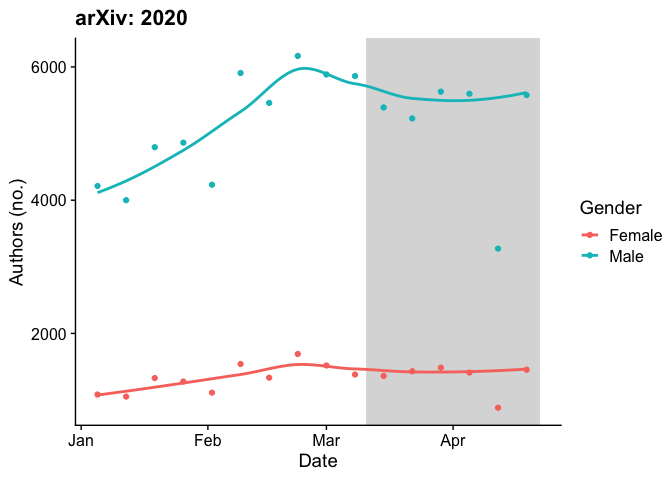 arXiv: 2020
Authors (no.)
6000
4000
2000
Jan Feb Mar Apr
Date
Gender
Female
Male